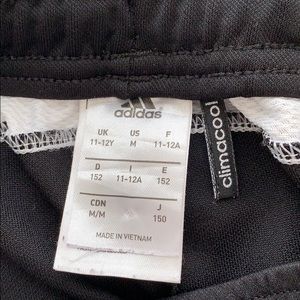 adidas
UK US F
11-12Y M 11-12A
D I E
152 11-12A 152
CDN J
M/M 150
MADE IN VIETNAM
climacool